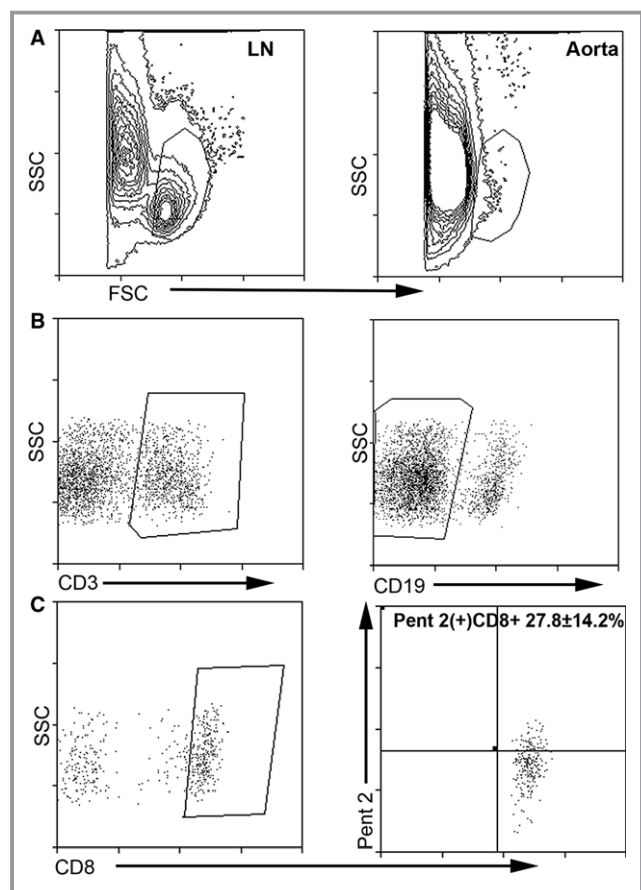 A
LN
Aorta
SSC
SSC
FSC
B
SSC
SSC
CD3
CD19
C
Pent 2(+)CD8+ 27.8±14.2%
SSC
Pent 2
CD8